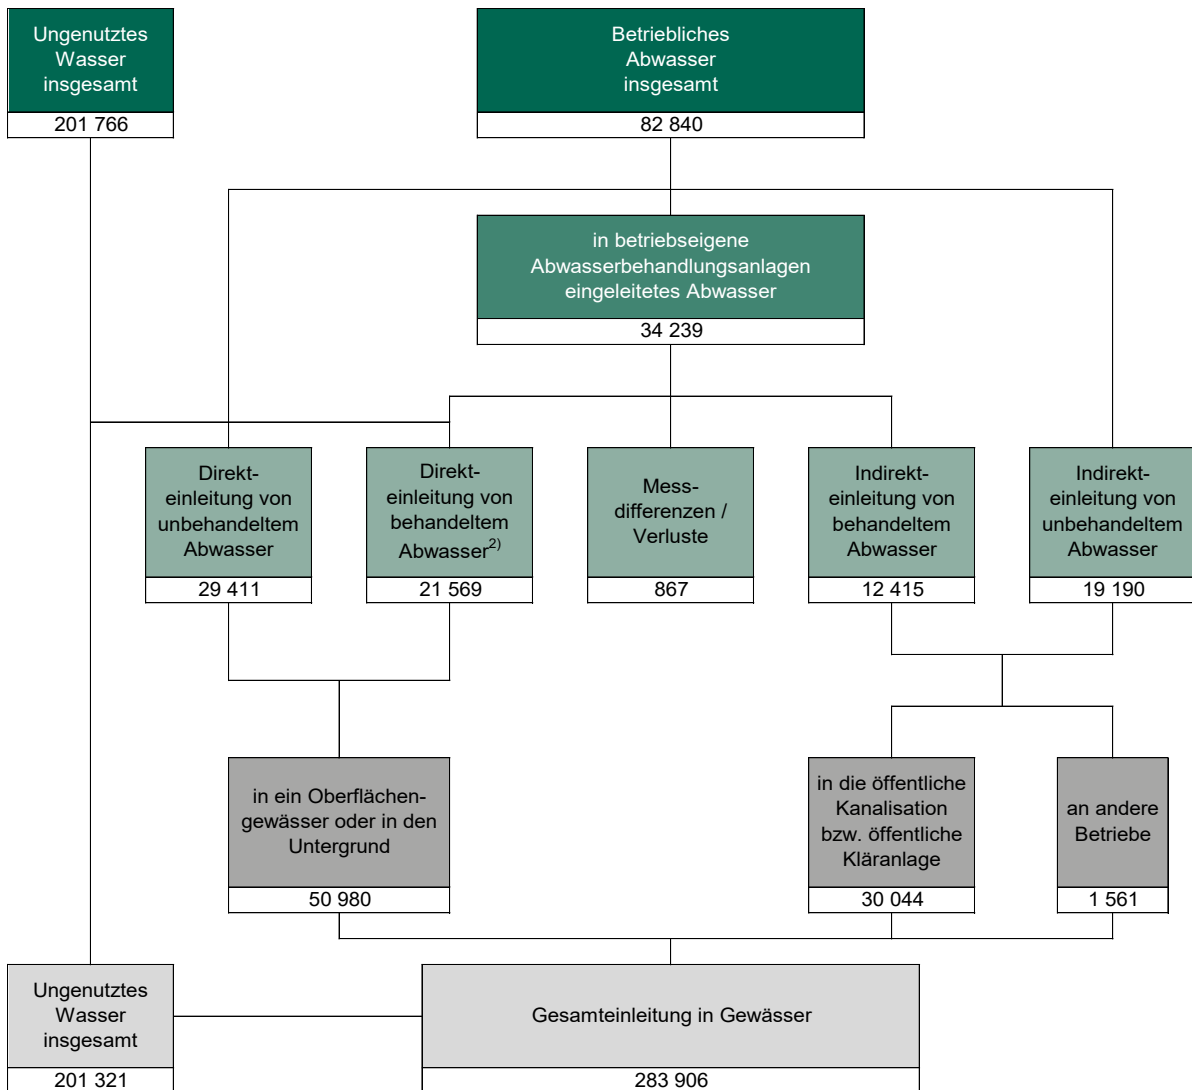 Ungenutztes
Wasser
insgesamt
201 766
Betriebliches
Abwasser
insgesamt
82 840
in betriebseigene
Abwasserbehandlungsanlagen
eingeleitetes Abwasser
34 239
Direkt-
einleitung von
unbehandeltem
Abwasser
29 411
Direkt-
einleitung von
behandeltem
Abwasser2)
21 569
Mess-
differenzen /
Verluste
867
Indirekt-
einleitung von
behandeltem
Abwasser
12 415
Indirekt-
einleitung von
unbehandeltem
Abwasser
19 190
in ein Oberflächen-
gewässer oder in den
Untergrund
50 980
in die öffentliche
Kanalisation
bzw. öffentliche
Kläranlage
30 044
an andere
Betriebe
1 561
Ungenutztes
Wasser
insgesamt
201 321
Gesamteinleitung in Gewässer
283 906